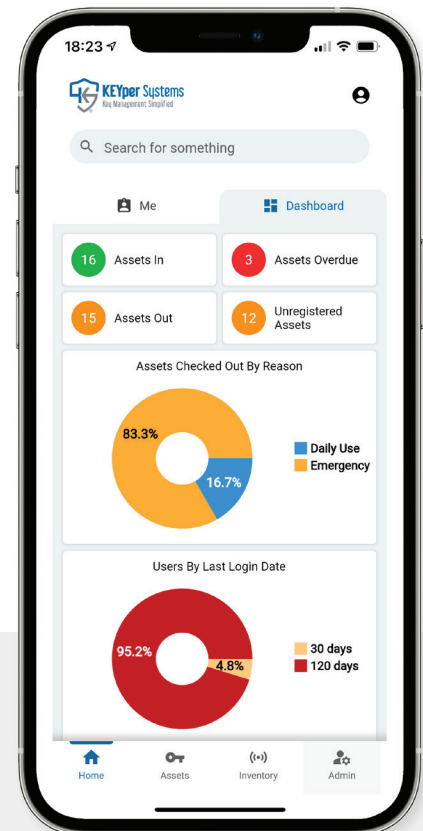 18:23
KEYper Systems
Key Management Simplified
Search for something
Me
Dashboard
16 Assets In
3 Assets Overdue
15 Assets Out
12 Unregistered
Assets
Assets Checked Out By Reason
83.3%
16.7%
Daily Use
Emergency
Users By Last Login Date
95.2%
4.8%
30 days
120 days
Home
Assets
Inventory
Admin